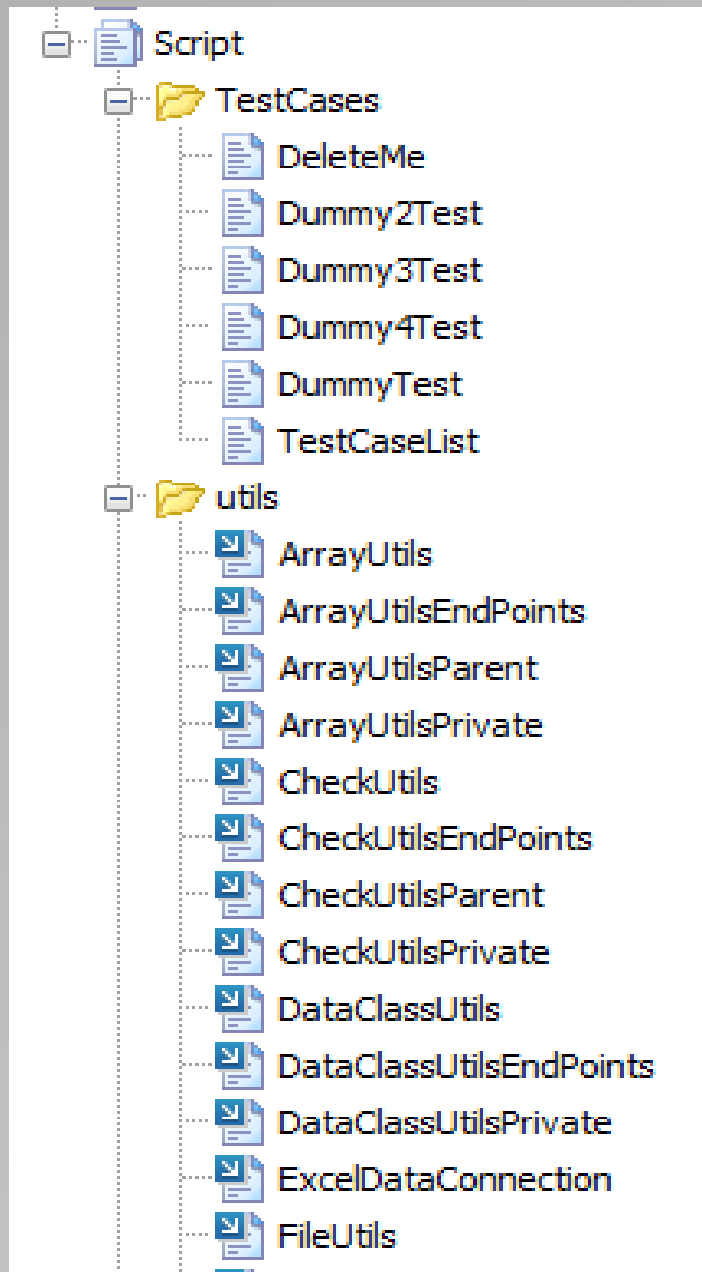 Script
TestCases
DeleteMe
Dummy2Test
Dummy3Test
Dummy4Test
DummyTest
TestCaseList
utils
ArrayUtils
ArrayUtilsEndPoints
ArrayUtilsParent
ArrayUtilsPrivate
CheckUtils
CheckUtilsEndPoints
CheckUtilsParent
CheckUtilsPrivate
DataClassUtils
DataClassUtilsEndPoints
DataClassUtilsPrivate
ExcelDataConnection
FileUtils